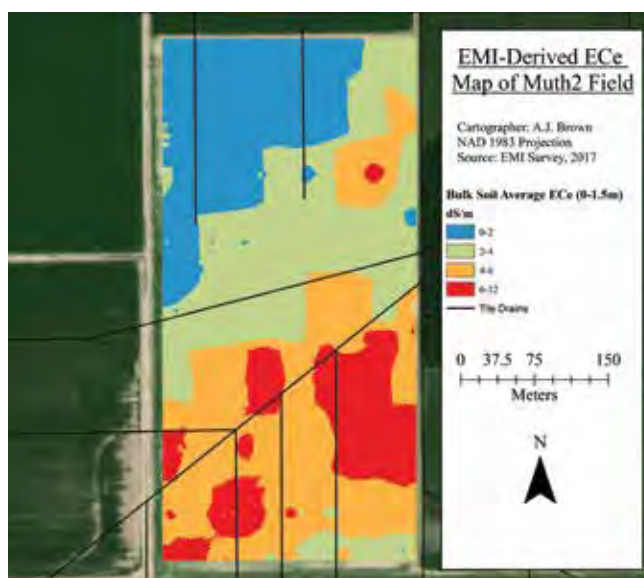 EMI-Derived ECe
Map of Muth2 Field
Cartographer: A.J. Brown
NAD 1983 Projection
Source: EMI Survey, 2017
Bulk Soil Average ECe (0-1.5m)
dS/m
0-2
2-4
4-6
6-12
Tile Drains
0 37.5 75 150
Meters
N